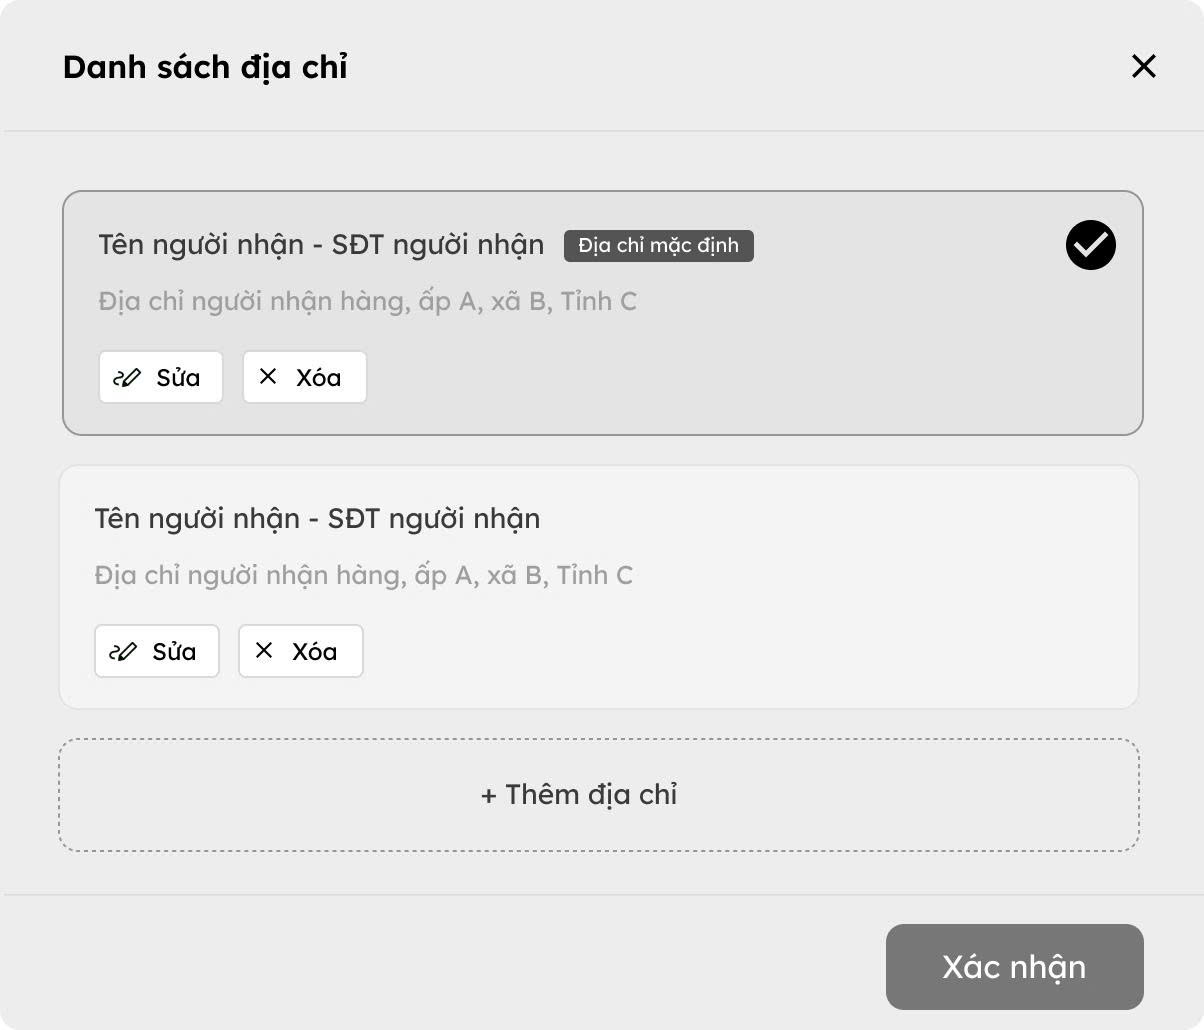 Danh sách địa chỉ
Tên người nhận - SĐT người nhận Địa chỉ mặc định
Địa chỉ người nhận hàng, ấp A, xã B, Tỉnh C
Sửa Xóa
Tên người nhận - SĐT người nhận
Địa chỉ người nhận hàng, ấp A, xã B, Tỉnh C
Sửa Xóa
+ Thêm địa chỉ
Xác nhận